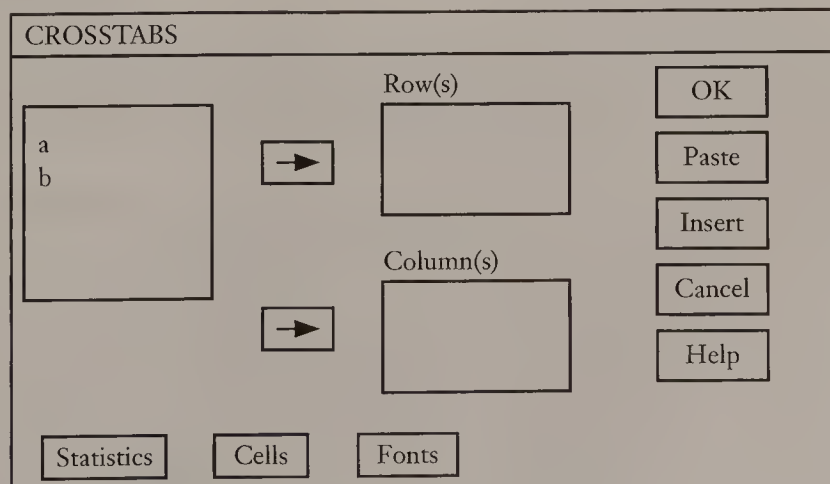 CROSSTABS
a
b
Row(s)
Column(s)
OK
Paste
Insert
Cancel
Help
Statistics
Cells
Fonts